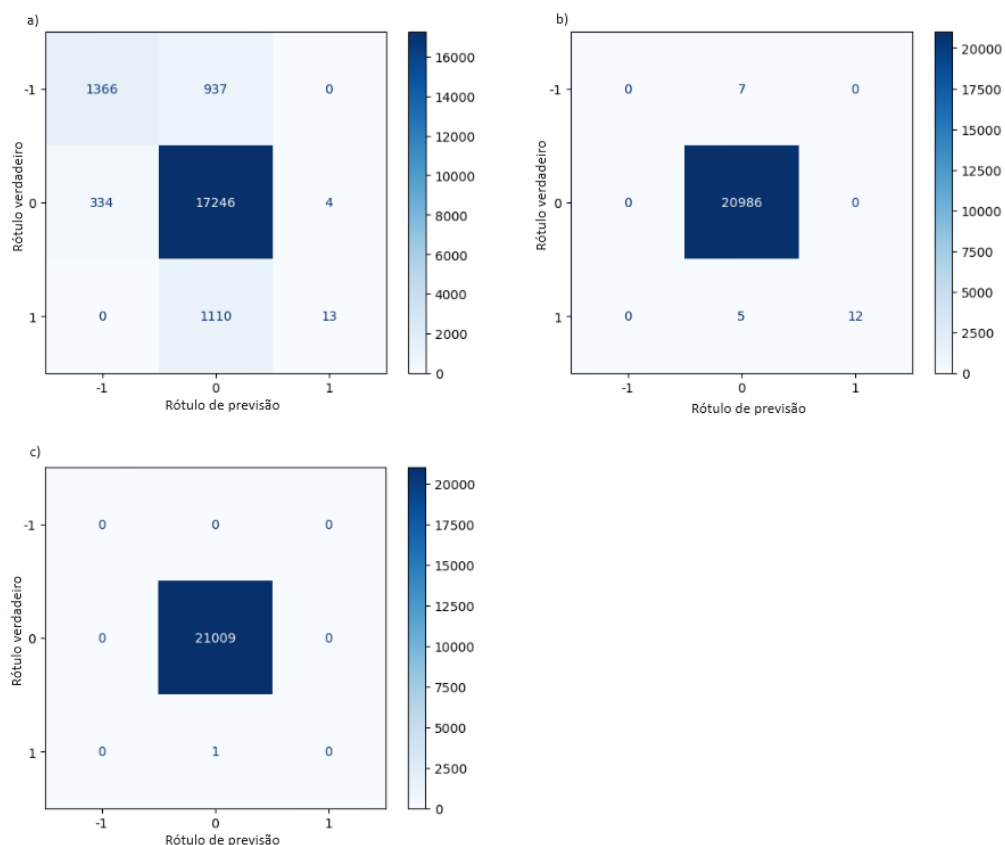 a)
-1 1366 937 0
0 334 17246 4
1 0 1110 13
-1 0 1
Rótulo de previsão
Rótulo verdadeiro
16000
14000
12000
10000
8000
6000
4000
2000
0
b)
-1 0 7 0
0 0 20986 0
1 0 5 12
-1 0 1
Rótulo de previsão
Rótulo verdadeiro
20000
17500
15000
12500
10000
7500
5000
2500
0
c)
-1 0 0 0
0 0 21009 0
1 0 1 0
-1 0 1
Rótulo de previsão
Rótulo verdadeiro
20000
17500
15000
12500
10000
7500
5000
2500
0